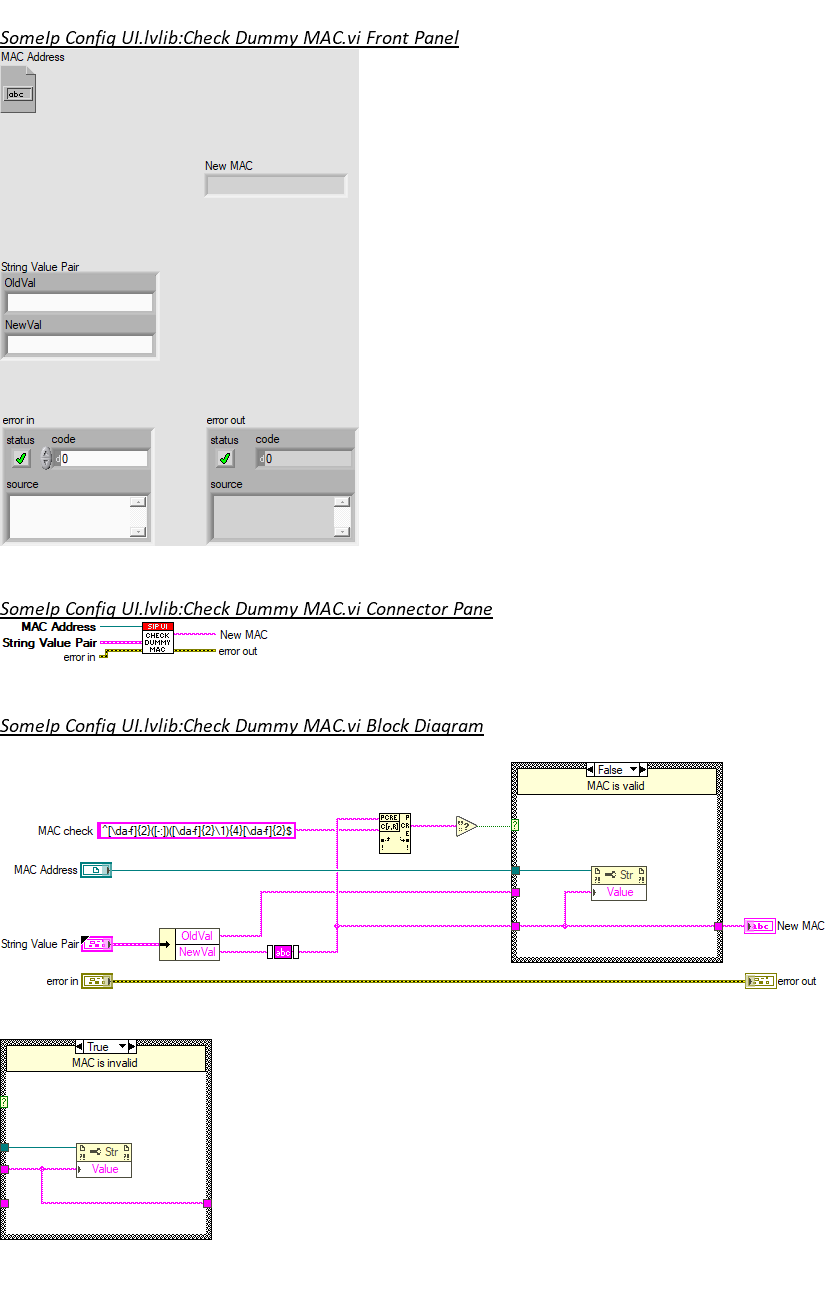 SomeIp Config UI.lvlib:Check Dummy MAC.vi Front Panel
MAC Address
abc
New MAC
String Value Pair
OldVal
NewVal
error in
status code
d0
source
error out
status code
d0
source
SomeIp Config UI.lvlib:Check Dummy MAC.vi Connector Pane
MAC Address
String Value Pair
error in
SIP UI
CHECK
DUMMY
MAC
New MAC
error out
SomeIp Config UI.lvlib:Check Dummy MAC.vi Block Diagram
False
MAC is valid
MAC check
^[\da-f]{2}([-:])([\da-f]{2}\1){4}[\da-f]{2}$
PCRE P
C[r,R] CR
E
?
?
MAC Address
?! Str ?!
Value
String Value Pair
OldVal
NewVal
abc
abc
New MAC
error in
error out
True
MAC is invalid
?
?! Str ?!
Value